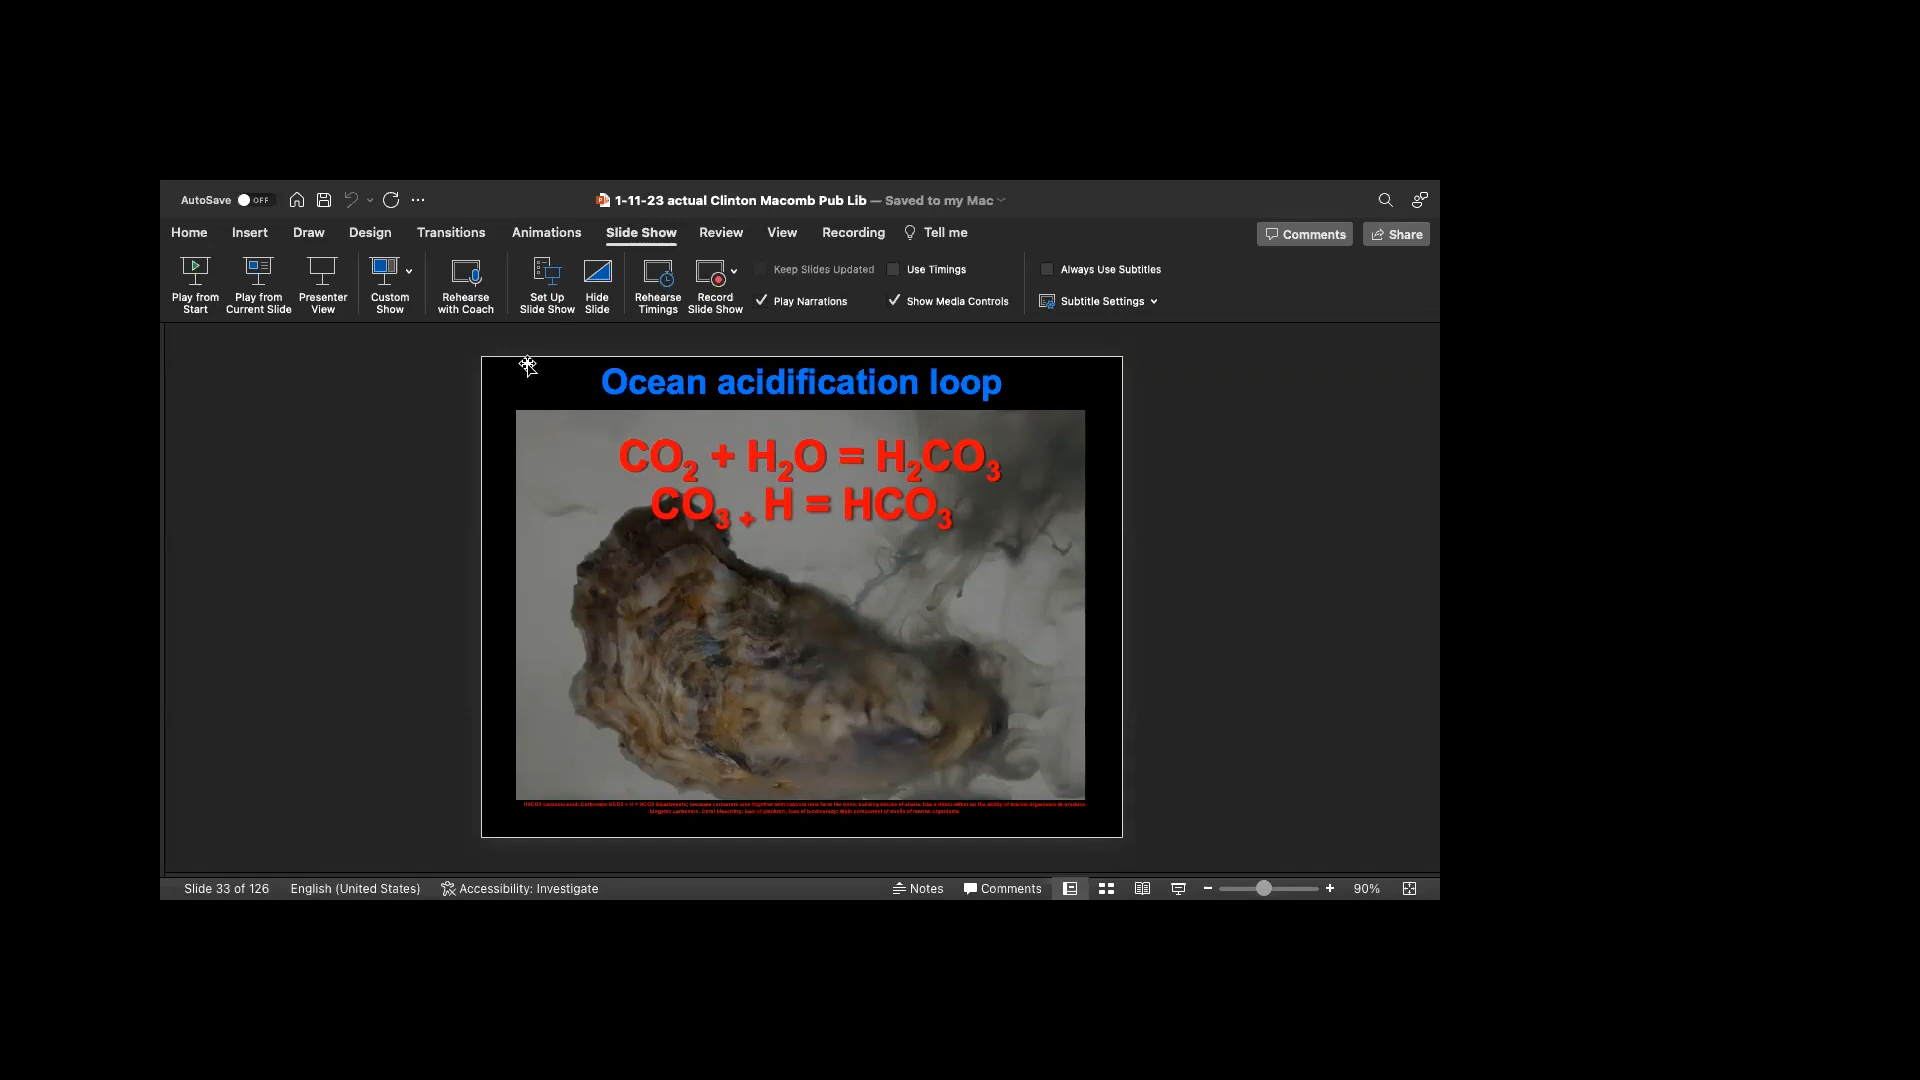 AutoSave OFF
1-11-23 actual Clinton Macomb Pub Lib — Saved to my Mac
Home Insert Draw Design Transitions Animations Slide Show Review View Recording Tell me
Comments Share
Play from Start
Play from Current Slide
Presenter View
Custom Show
Rehearse with Coach
Set Up Slide Show
Hide Slide
Rehearse Timings
Record Slide Show
Keep Slides Updated
Use Timings
Play Narrations
Show Media Controls
Always Use Subtitles
Subtitle Settings
Ocean acidification loop
CO₂ + H₂O = H₂CO₃
CO₃ ₊ H = HCO₃
Slide 33 of 126 English (United States) Accessibility: Investigate Notes Comments 90%